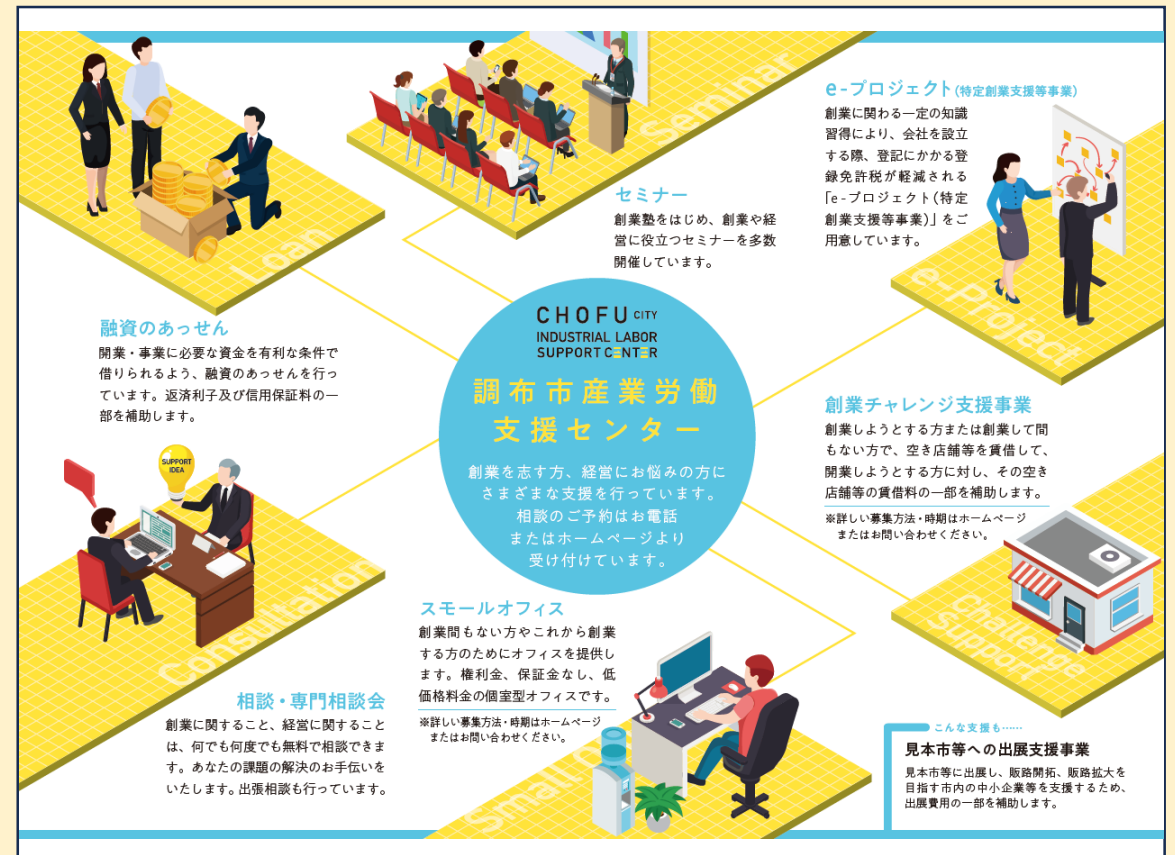 Loan
融資のあっせん
開業・事業に必要な資金を有利な条件で
借りられるよう、融資のあっせんを行っ
ています。返済利子及び信用保証料の一
部を補助します。
Seminar
セミナー
創業塾をはじめ、創業や経
営に役立つセミナーを多数
開催しています。
e-プロジェクト(特定創業支援等事業)
創業に関わる一定の知識
習得により、会社を設立
する際、登記にかかる登
録免許税が軽減される
「e-プロジェクト(特定
創業支援等事業)」をご
用意しています。
e-Project
CHOFU CITY
INDUSTRIAL LABOR
SUPPORT CENTER
調布市産業労働
支援センター
創業を志す方、経営にお悩みの方に
さまざまな支援を行っています。
相談のご予約はお電話
またはホームページより
受け付けています。
創業チャレンジ支援事業
創業しようとする方または創業して間
もない方で、空き店舗等を賃借して、
開業しようとする方に対し、その空き
店舗等の賃借料の一部を補助します。
※詳しい募集方法・時期はホームページ
またはお問い合わせください。
Challenge
Support
SUPPORT
IDEA
Consultation
相談・専門相談会
創業に関すること、経営に関すること
は、何でも何度でも無料で相談できま
す。あなたの課題の解決のお手伝いを
いたします。出張相談も行っています。
スモールオフィス
創業間もない方やこれから創業
する方のためにオフィスを提供し
ます。権利金、保証金なし、低
価格料金の個室型オフィスです。
※詳しい募集方法・時期はホームページ
またはお問い合わせください。
Small
こんな支援も……
見本市等への出展支援事業
見本市等に出展し、販路開拓、販路拡大を
目指す市内の中小企業等を支援するため、
出展費用の一部を補助します。